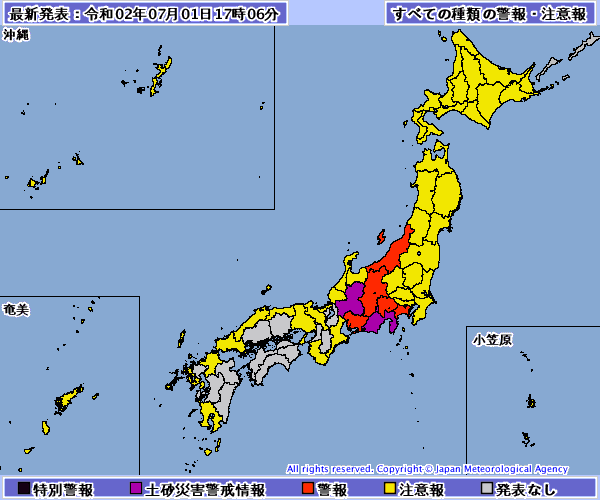 最新発表：令和02年07月01日17時06分
すべての種類の警報・注意報
沖縄
奄美
小笠原
All rights reserved. Copyright © Japan Meteorological Agency
特別警報 土砂災害警戒情報 警報 注意報 発表なし